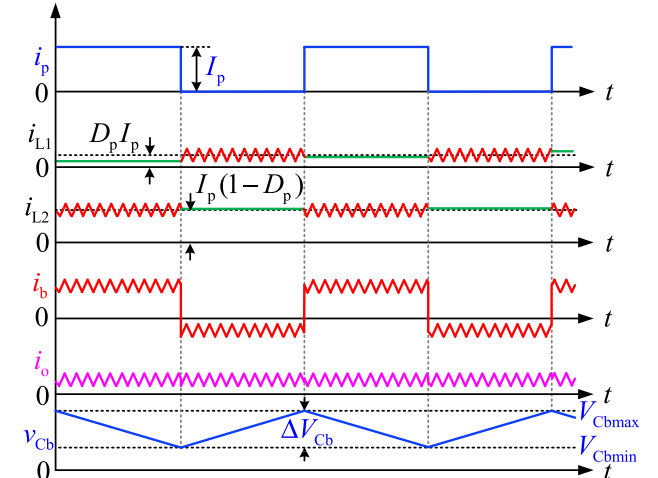 i_p
I_p
0
t
i_L1
D_pI_p
0
t
I_p(1−D_p)
i_L2
0
t
i_b
0
t
i_o
0
t
V_Cbmax
v_Cb
ΔV_Cb
V_Cbmin
0
t